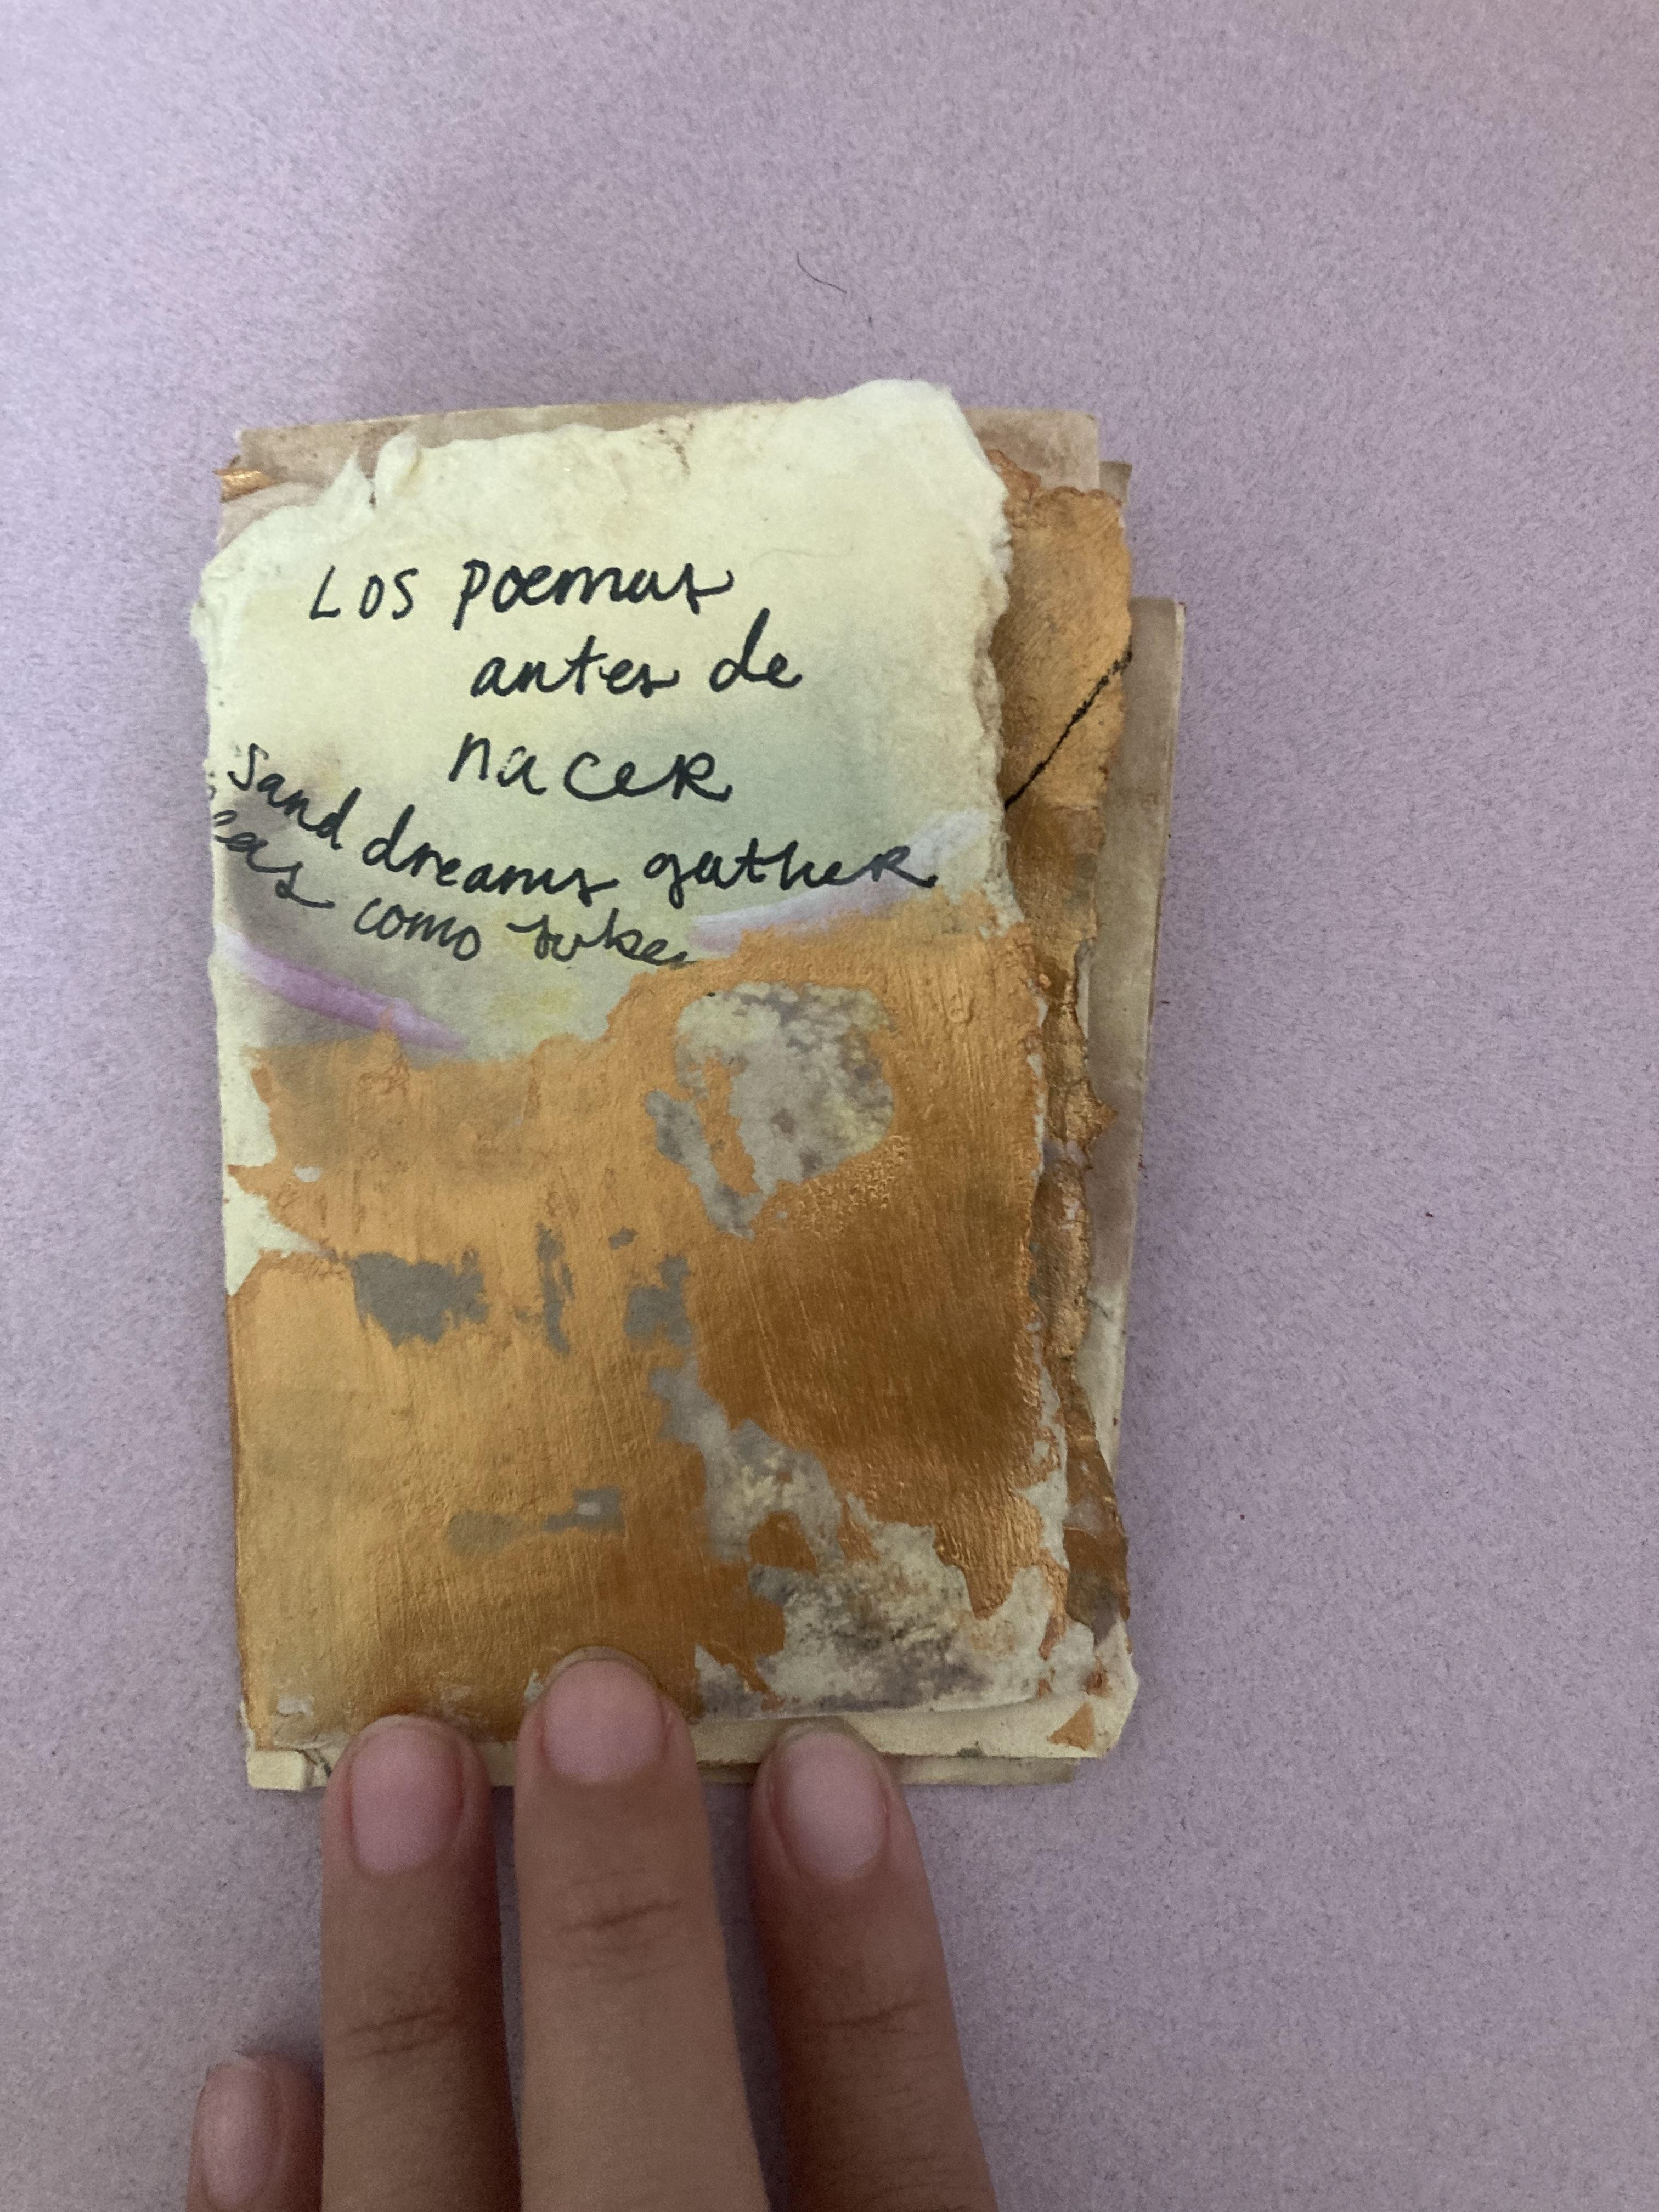 Los poemas
antes de
nacer
sand dreams gather
como